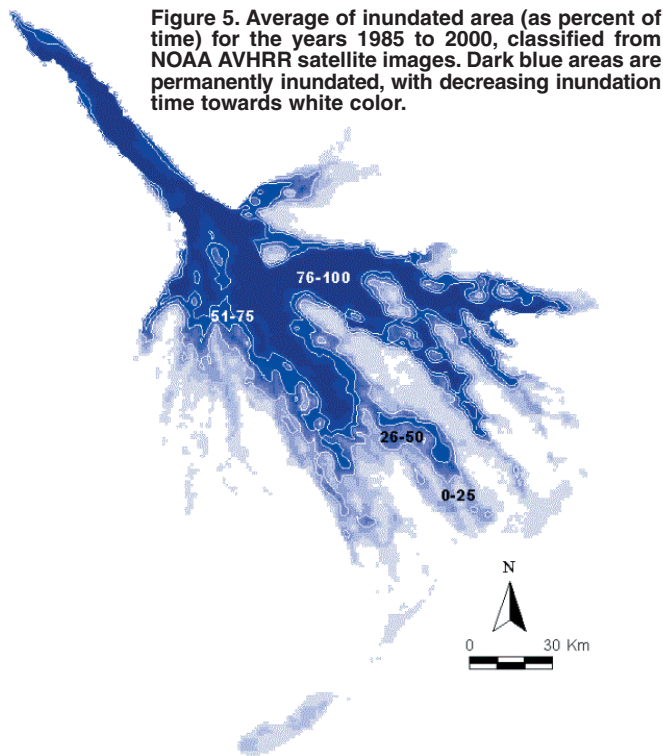 Figure 5. Average of inundated area (as percent of
time) for the years 1985 to 2000, classified from
NOAA AVHRR satellite images. Dark blue areas are
permanently inundated, with decreasing inundation
time towards white color.
76-100
51-75
26-50
0-25
N
0 30 Km